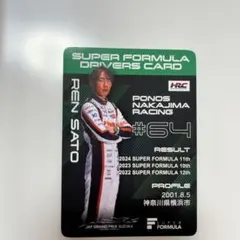 SUPER FORMULA
DRIVERS CARD
HRC
REN SATO
PONOS
NAKAJIMA
RACING
#64
RESULT
2024 SUPER FORMULA 11th
2023 SUPER FORMULA 10th
2022 SUPER FORMULA 12th
PROFILE
2001.8.5
神奈川県横浜市
SUPER
FORMULA